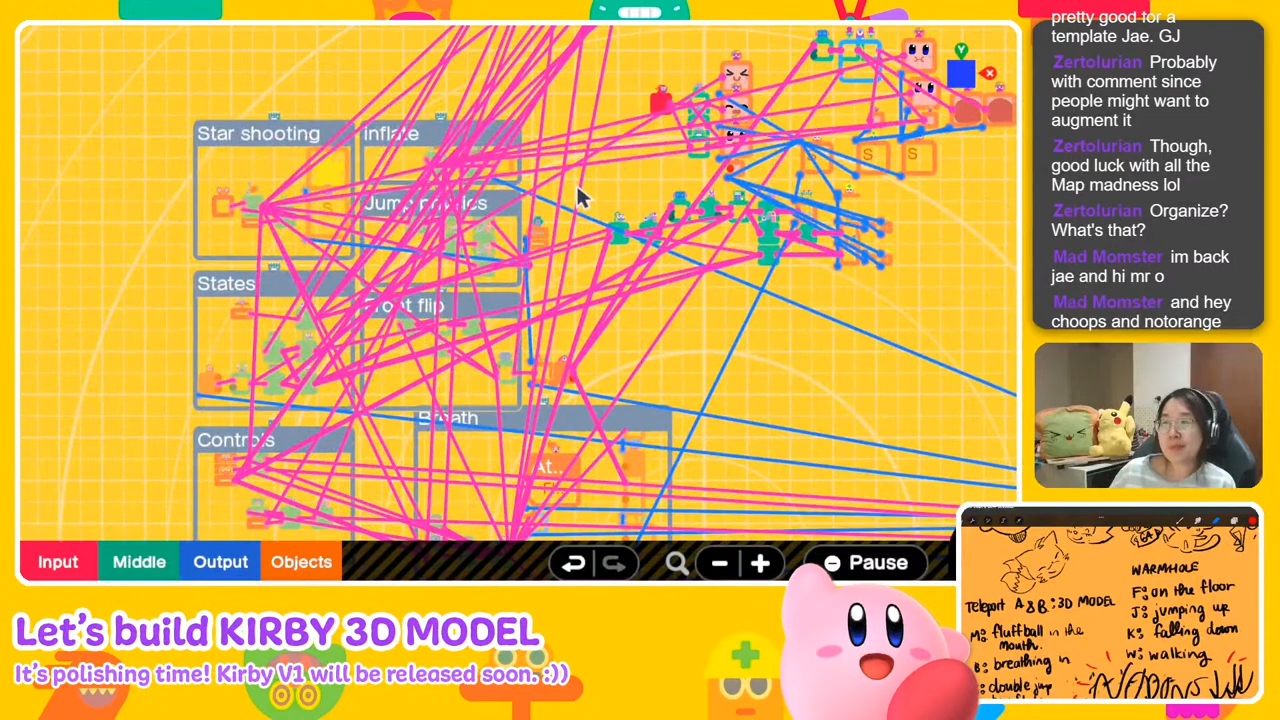 Star shooting
inflate
Jump physics
States
Front flip
Controls
Breath
At..
S
S
S
Y
Input
Middle
Output
Objects
Pause
pretty good for a
template Jae. GJ
Zertolurian Probably
with comment since
people might want to
augment it
Zertolurian Though,
good luck with all the
Map madness lol
Zertolurian Organize?
What's that?
Mad Momster im back
jae and hi mr o
Mad Momster and hey
choops and notorange
Teleport A & B : 3D MODEL
M: fluffball in the
mouth.
B: breathing in
double jump
WARMHOLE
F: on the floor
J: jumping up
K: falling down
W: walking
Let's build KIRBY 3D MODEL
It's polishing time! Kirby V1 will be released soon. :))